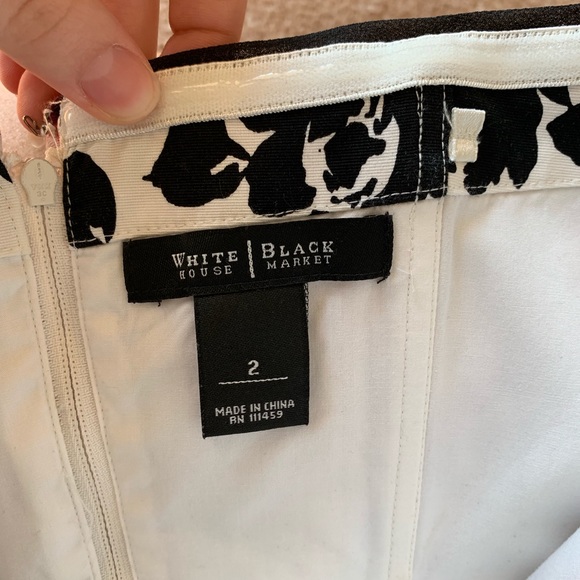 WHITE | BLACK
HOUSE | MARKET
2
MADE IN CHINA
RN 111459